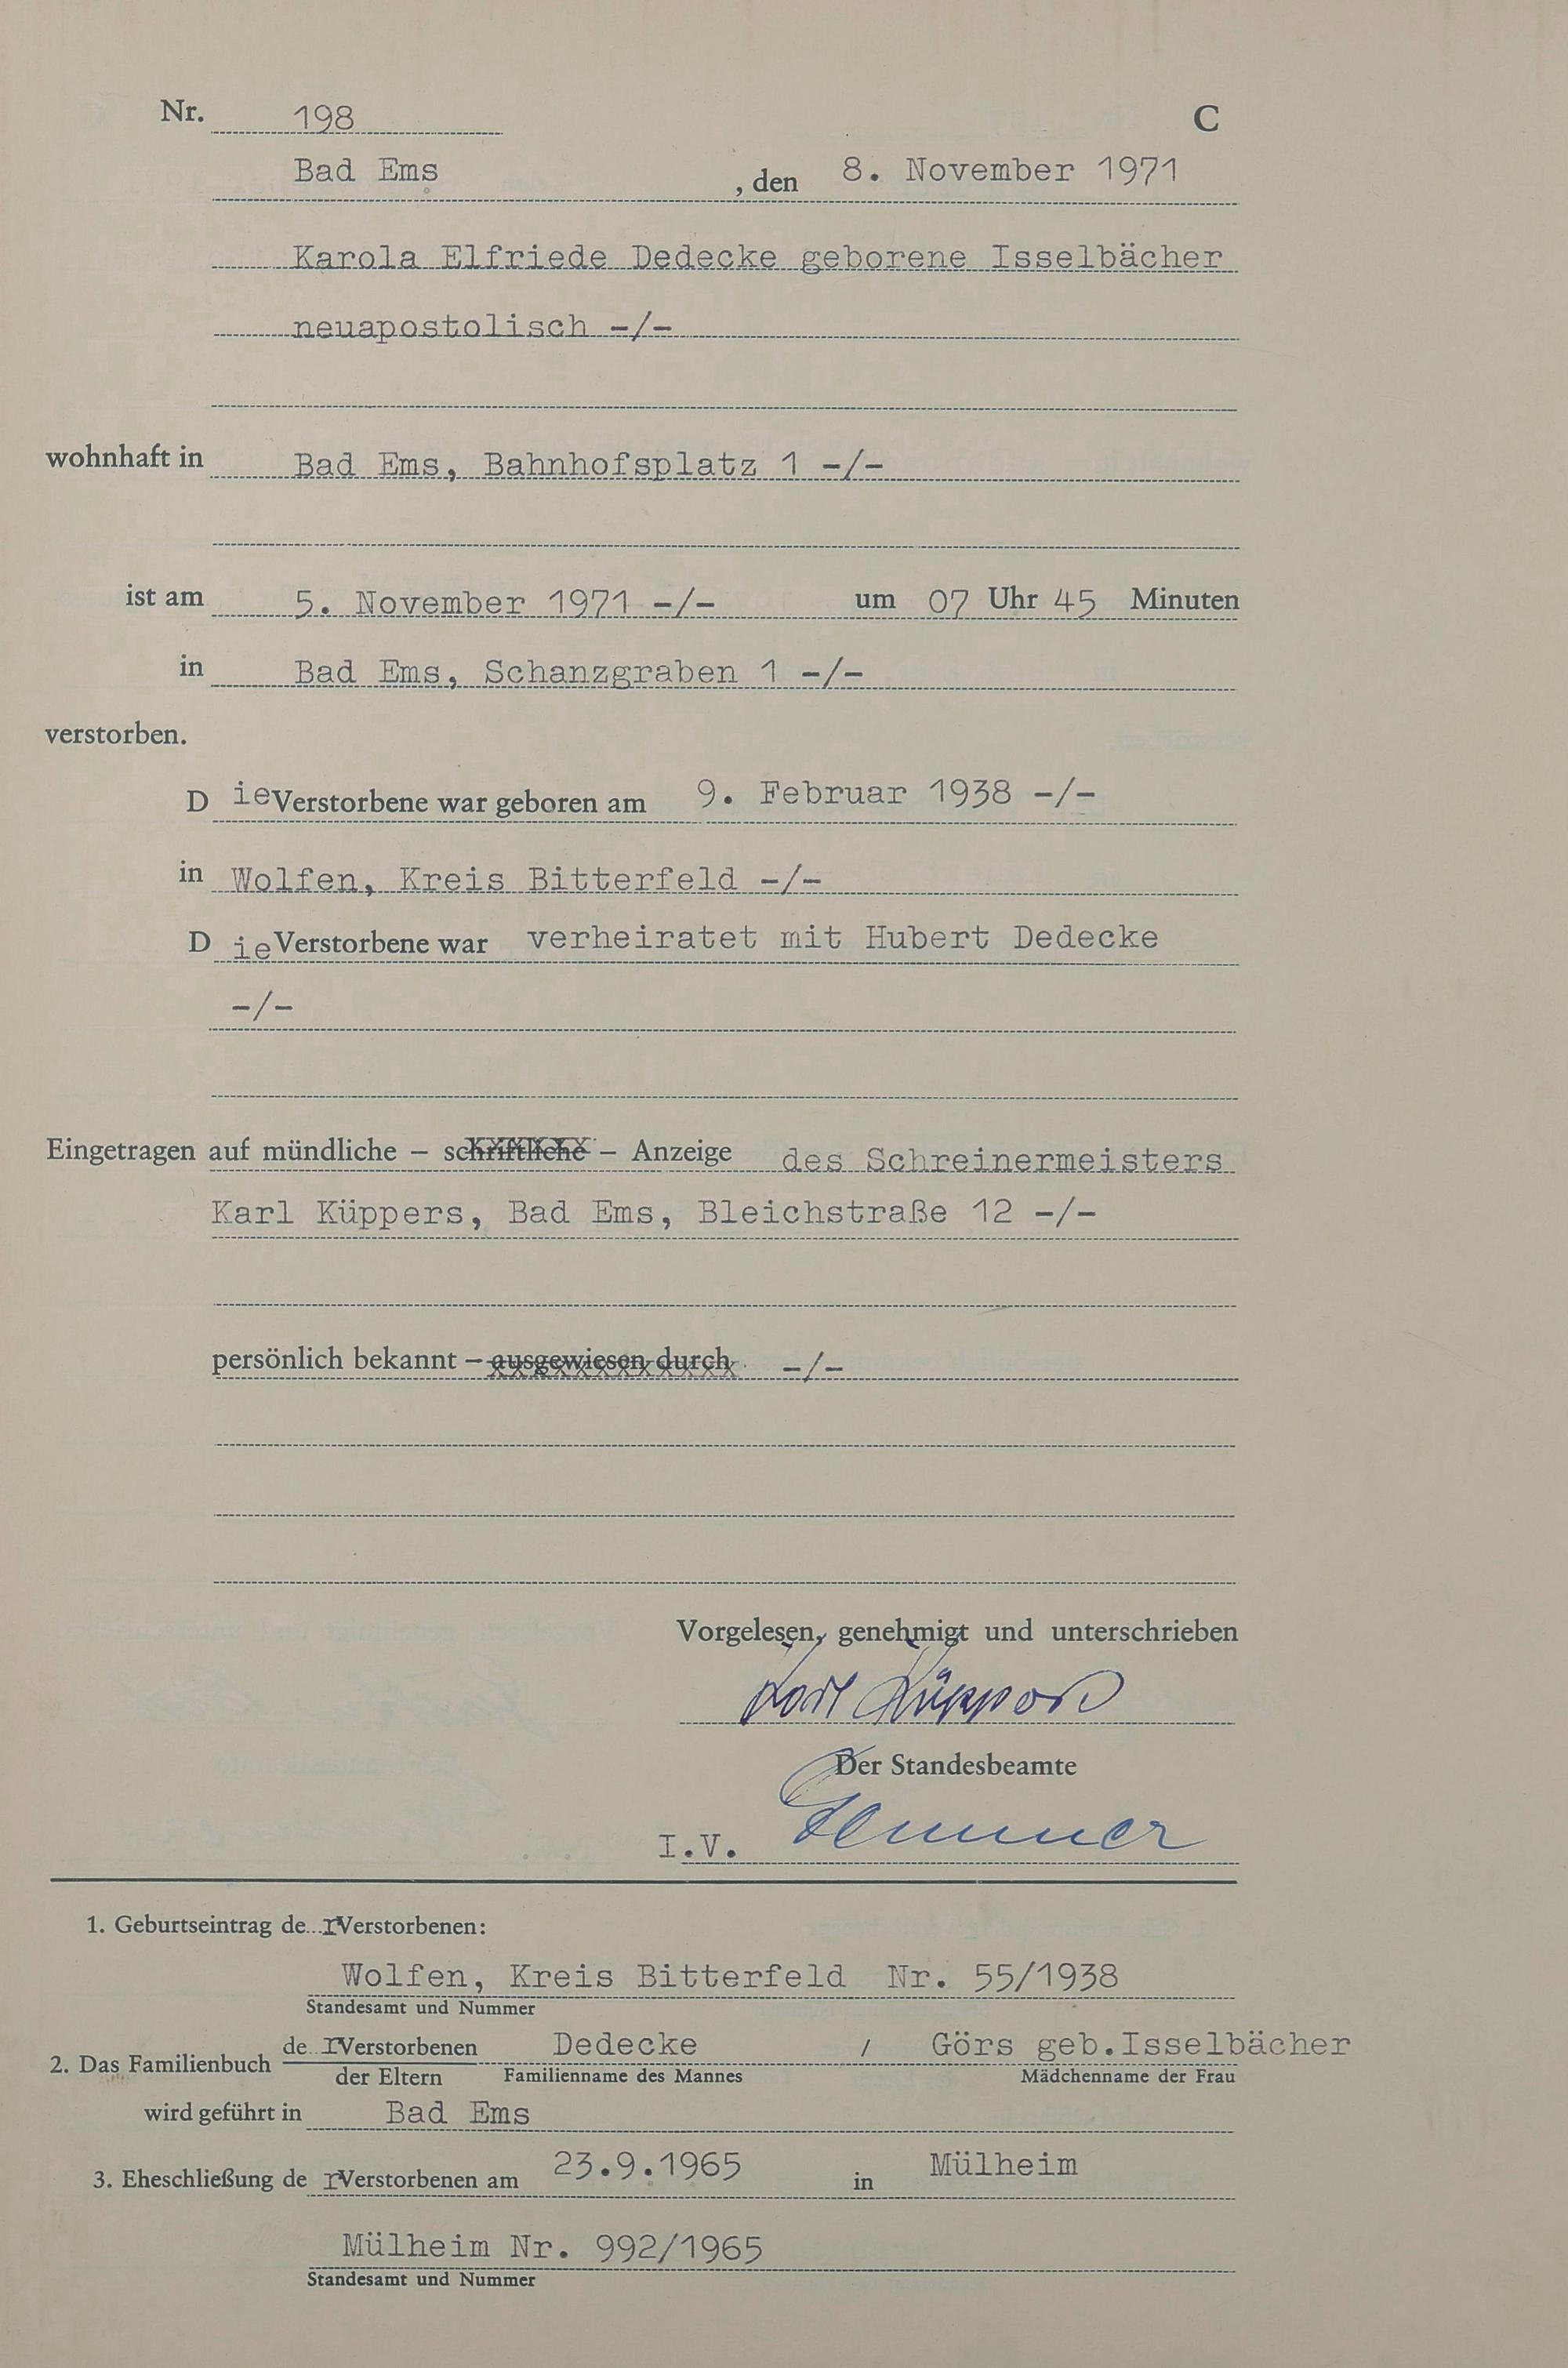 Nr. 198 C
Bad Ems , den 8. November 1971
Karola Elfriede Dedecke geborene Isselbächer
neuapostolisch -/-
wohnhaft in Bad Ems, Bahnhofsplatz 1 -/-
ist am 5. November 1971 -/- um 07 Uhr 45 Minuten
in Bad Ems, Schanzgraben 1 -/-
verstorben.
D ie Verstorbene war geboren am 9. Februar 1938 -/-
in Wolfen, Kreis Bitterfeld -/-
D ie Verstorbene war verheiratet mit Hubert Dedecke
-/-
Eingetragen auf mündliche – schriftliche – Anzeige des Schreinermeisters
Karl Küppers, Bad Ems, Bleichstraße 12 -/-
persönlich bekannt – ausgewiesen durch -/-
Vorgelesen, genehmigt und unterschrieben
Karl Küppers
Der Standesbeamte
I.V.
1. Geburtseintrag de r Verstorbenen:
Wolfen, Kreis Bitterfeld Nr. 55/1938
Standesamt und Nummer
2. Das Familienbuch de r Verstorbenen Dedecke / Görs geb.Isselbächer
der Eltern Familienname des Mannes Mädchenname der Frau
wird geführt in Bad Ems
3. Eheschließung de r Verstorbenen am 23.9.1965 in Mülheim
Mülheim Nr. 992/1965
Standesamt und Nummer